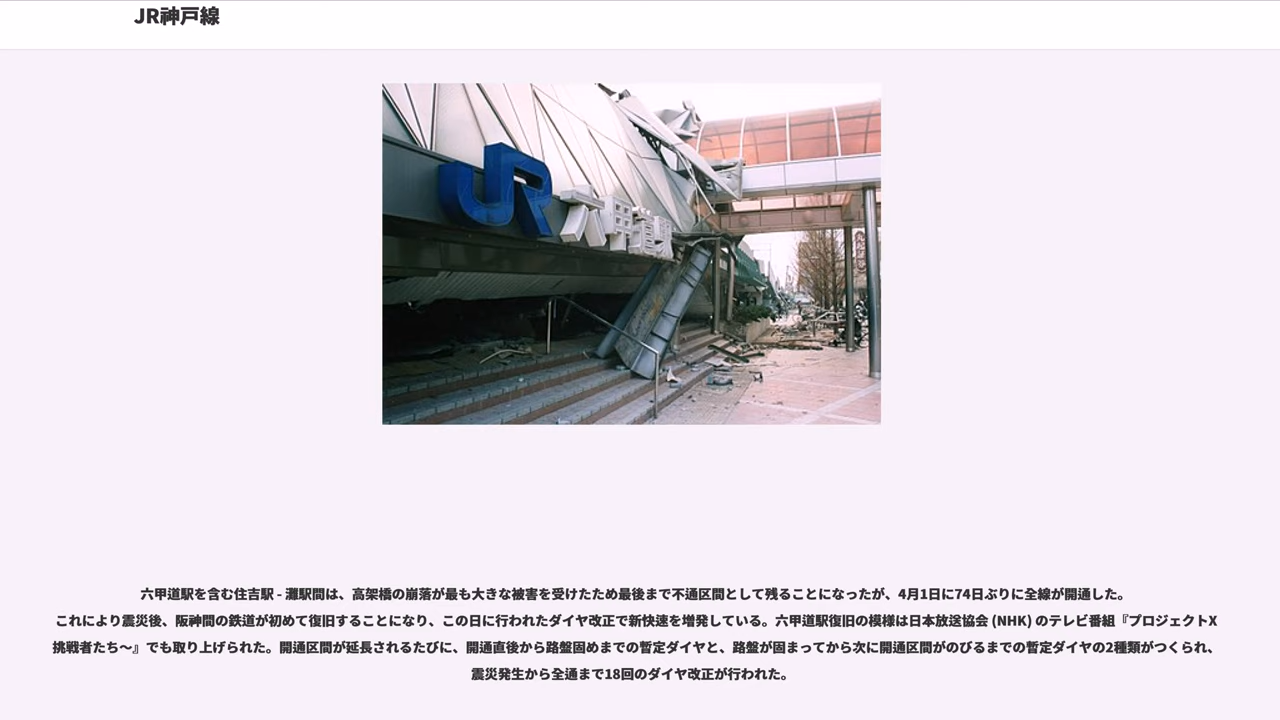 JR神戸線
JR六甲道
六甲道駅を含む住吉駅 - 灘駅間は、高架橋の崩落が最も大きな被害を受けたため最後まで不通区間として残ることになったが、4月1日に74日ぶりに全線が開通した。
これにより震災後、阪神間の鉄道が初めて復旧することになり、この日に行われたダイヤ改正で新快速を増発している。六甲道駅復旧の模様は日本放送協会 (NHK) のテレビ番組『プロジェクトX
挑戦者たち〜』でも取り上げられた。開通区間が延長されるたびに、開通直後から路盤固めまでの暫定ダイヤと、路盤が固まってから次に開通区間がのびるまでの暫定ダイヤの2種類がつくられ、
震災発生から全通まで18回のダイヤ改正が行われた。